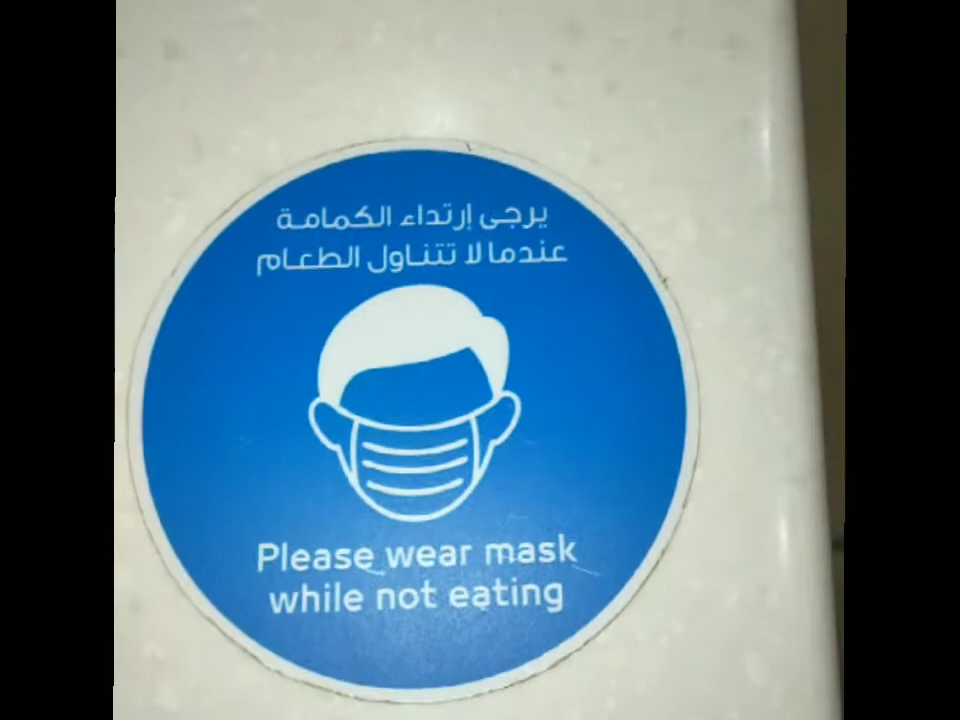 يرجى إرتداء الكمامة
عندما لا تتناول الطعام
Please wear mask
while not eating